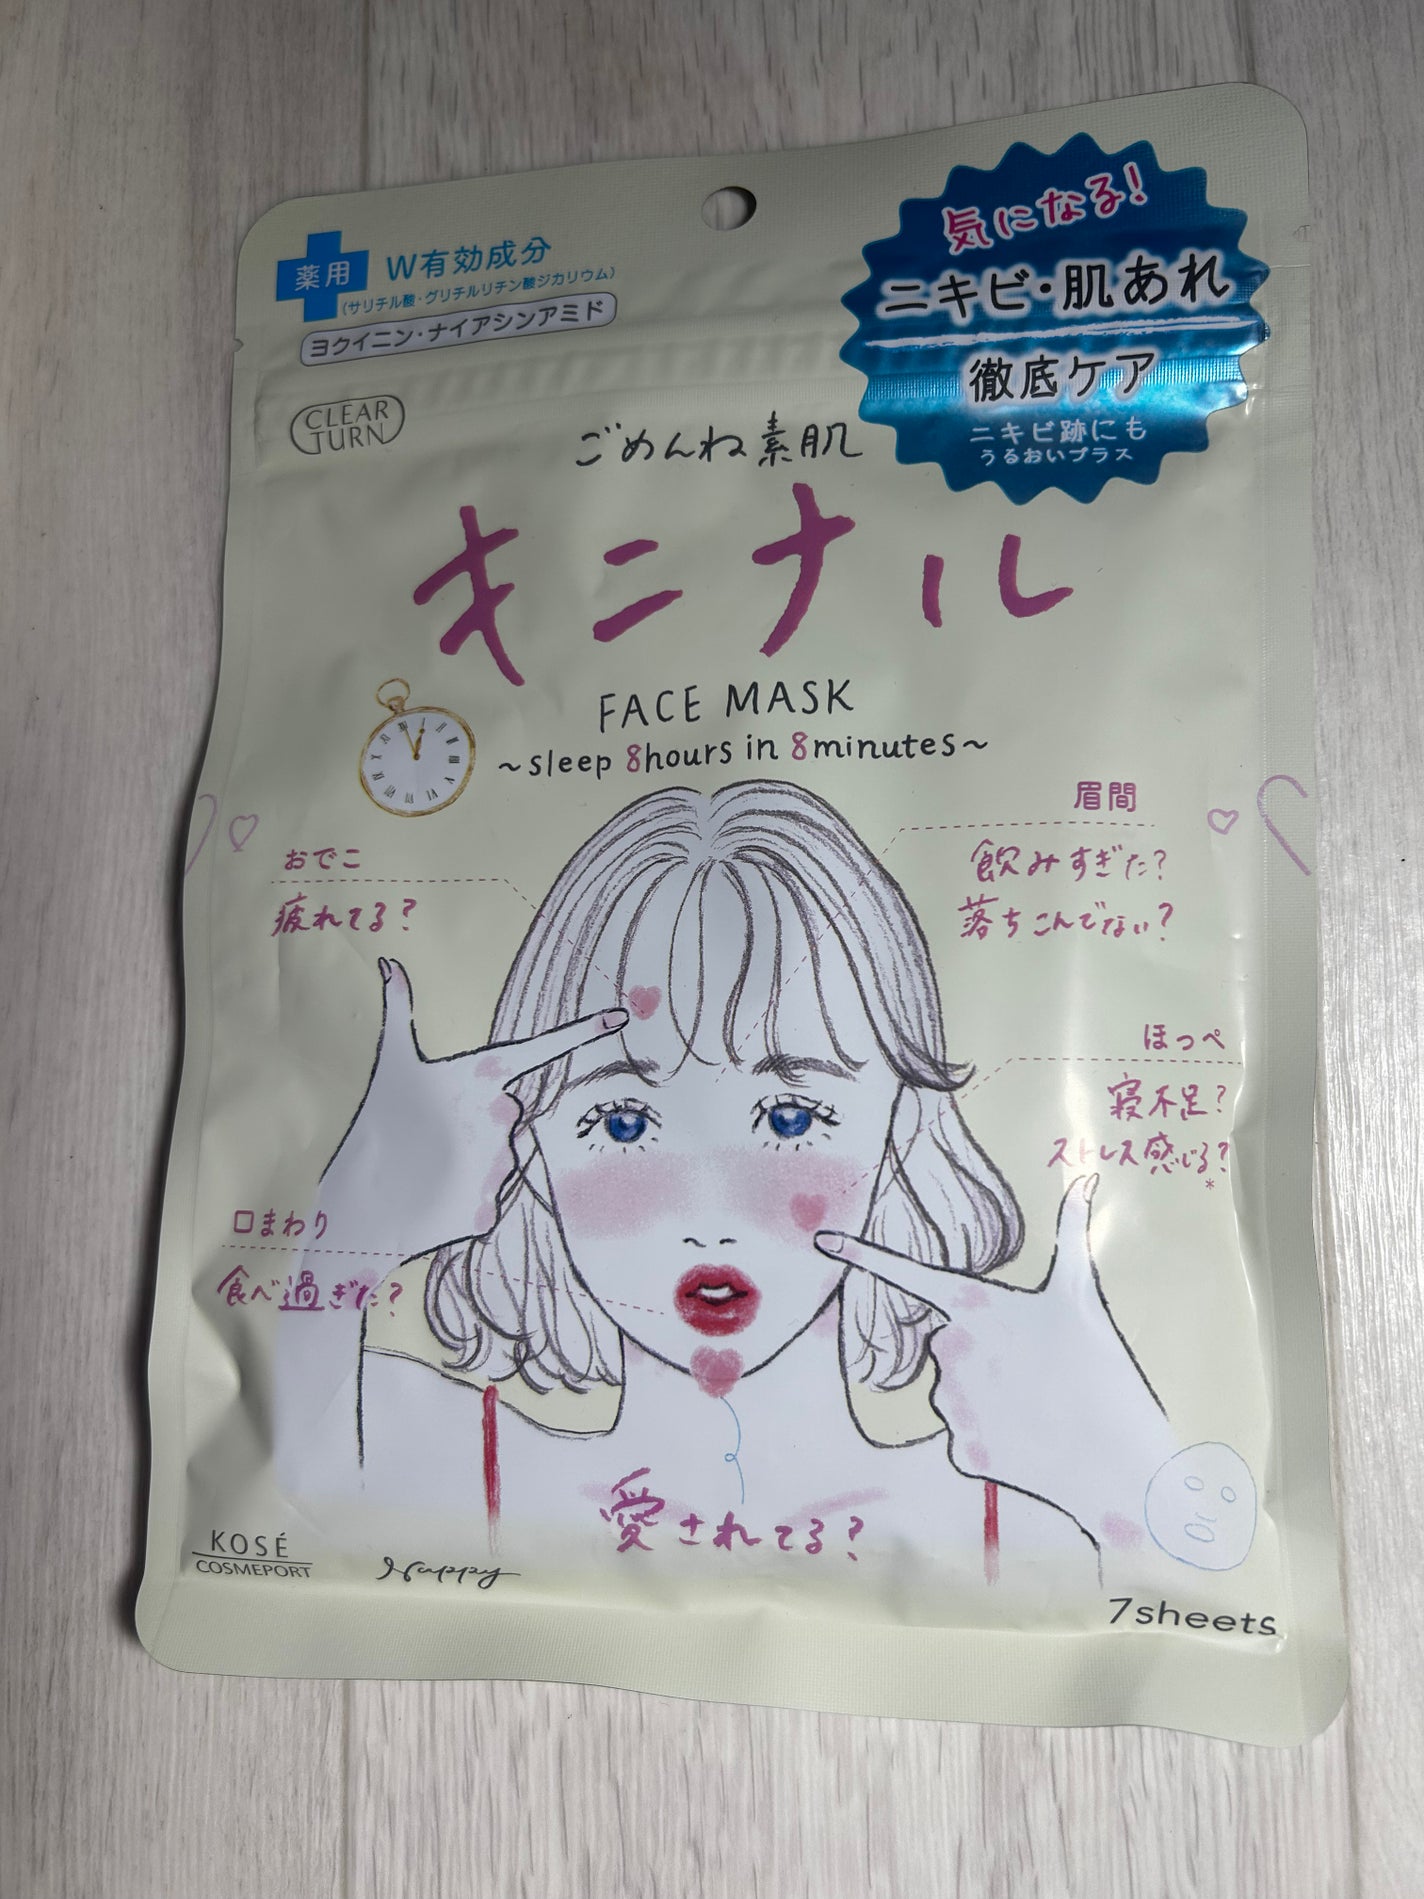 薬用
W有効成分
(サリチル酸・グリチルリチン酸ジカリウム)
ヨクイニン・ナイアシンアミド
気になる!
ニキビ・肌あれ
徹底ケア
ニキビ跡にも
うるおいプラス
CLEAR
TURN
ごめんね素肌
キニナル
FACE MASK
~sleep 8hours in 8minutes~
眉間
飲みすぎた?
落ちこんでない?
おでこ
疲れてる?
ほっぺ
寝不足?
ストレス感じる?
*
口まわり
食べ過ぎた?
愛されてる?
KOSÉ
COSMEPORT
Happy
7sheets